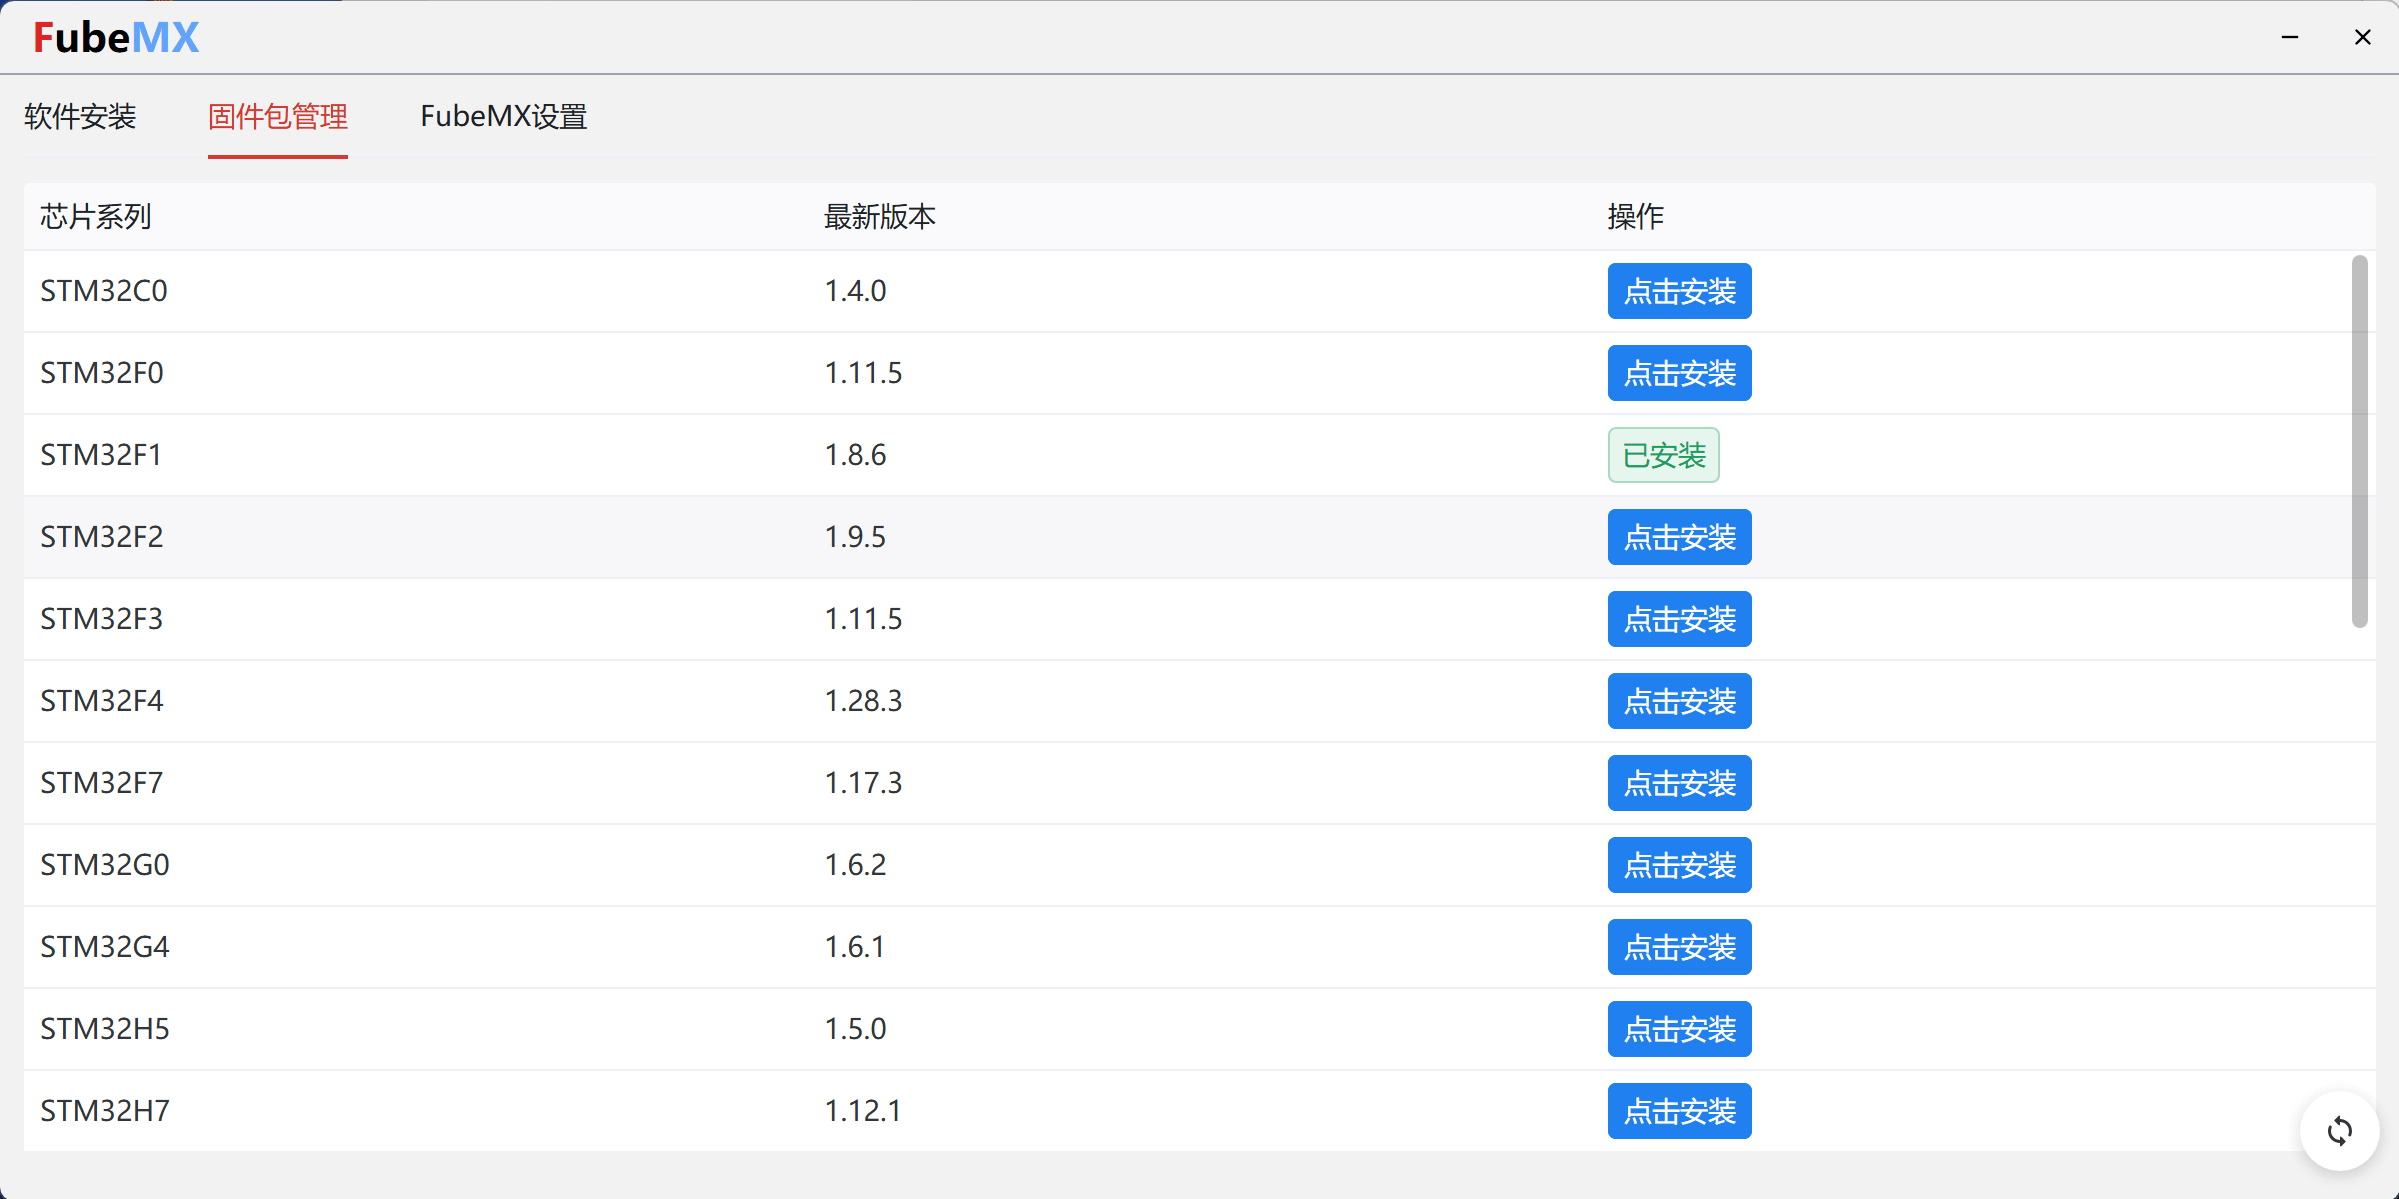 FubeMX
软件安装 固件包管理 FubeMX设置
芯片系列 最新版本 操作
STM32C0 1.4.0 点击安装
STM32F0 1.11.5 点击安装
STM32F1 1.8.6 已安装
STM32F2 1.9.5 点击安装
STM32F3 1.11.5 点击安装
STM32F4 1.28.3 点击安装
STM32F7 1.17.3 点击安装
STM32G0 1.6.2 点击安装
STM32G4 1.6.1 点击安装
STM32H5 1.5.0 点击安装
STM32H7 1.12.1 点击安装